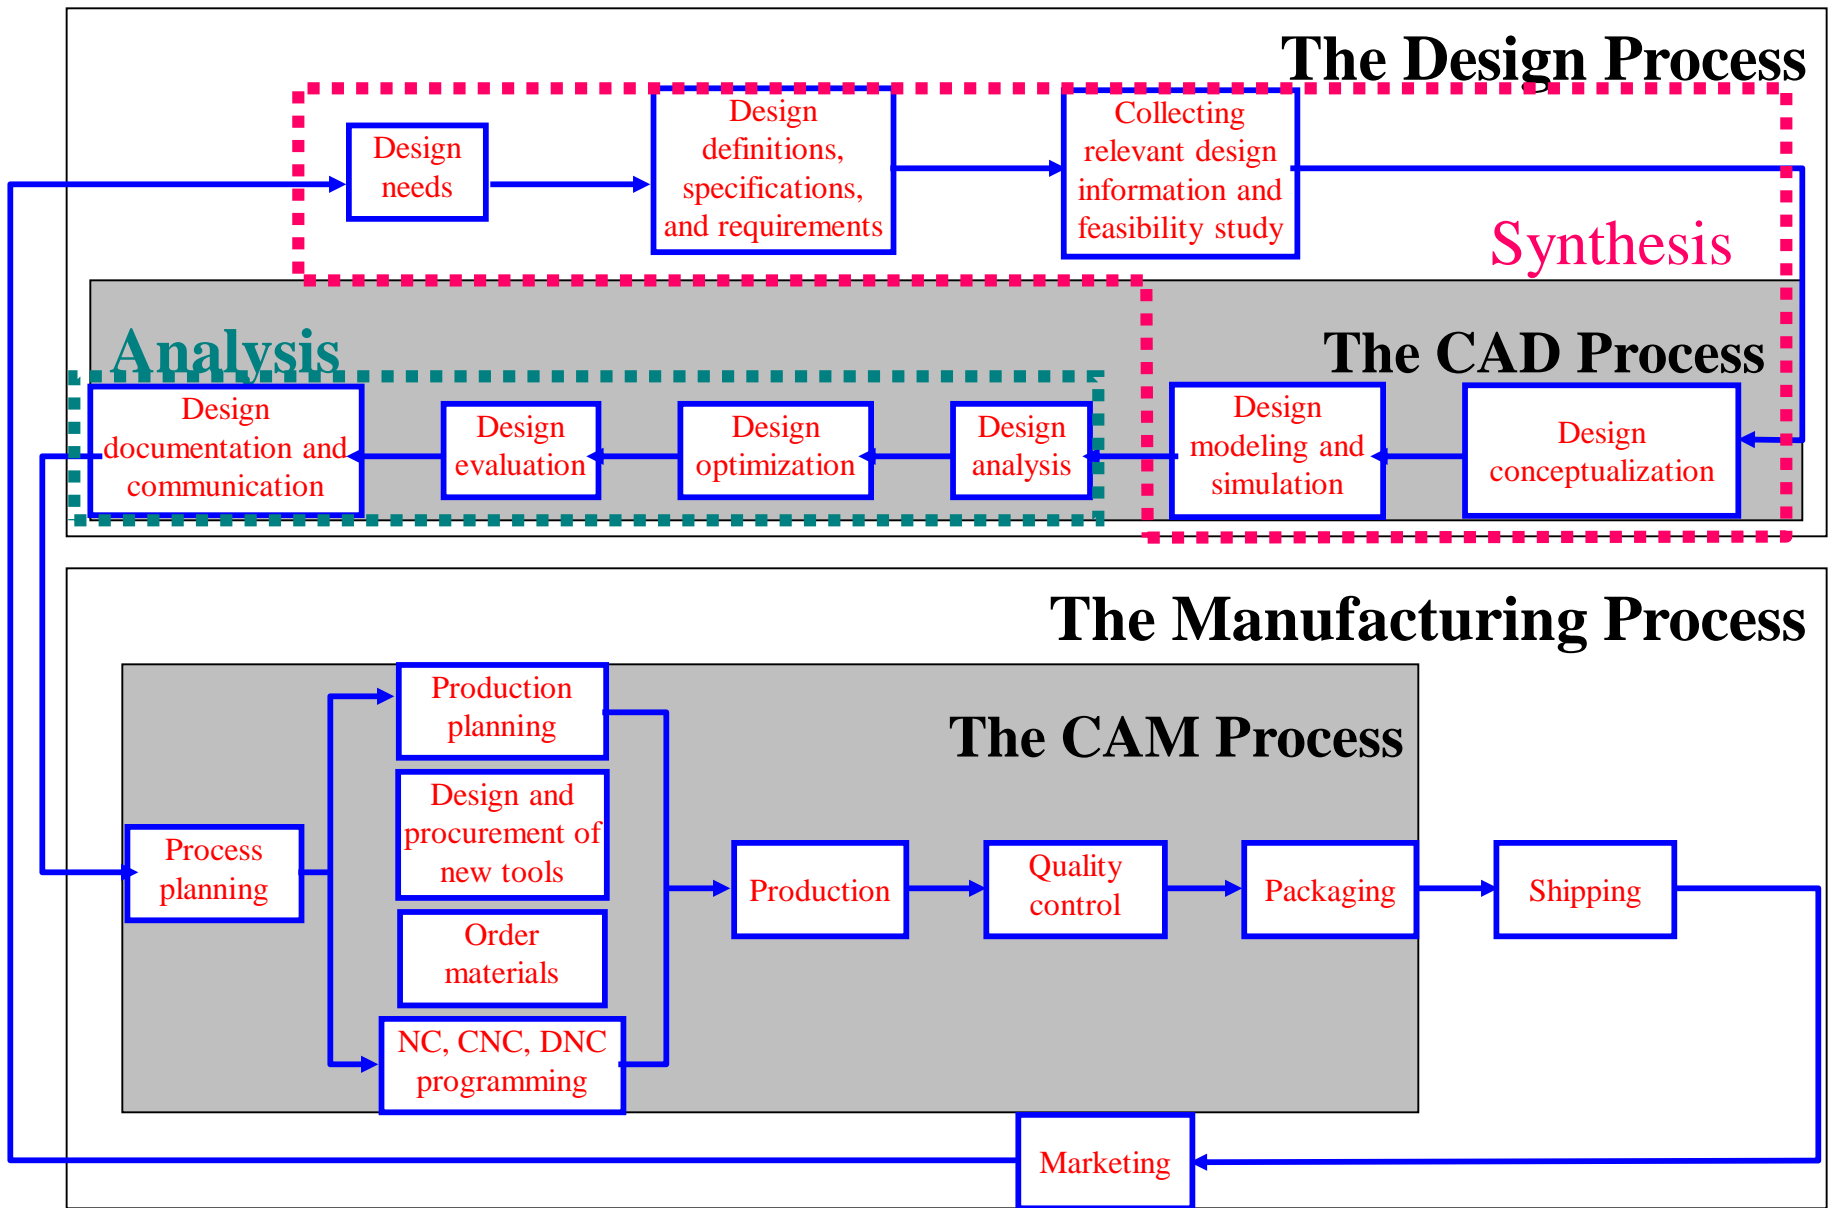 The Design Process
Design
needs
Design
definitions,
specifications,
and requirements
Collecting
relevant design
information and
feasibility study
Synthesis
Analysis
The CAD Process
Design
documentation and
communication
Design
evaluation
Design
optimization
Design
analysis
Design
modeling and
simulation
Design
conceptualization
The Manufacturing Process
The CAM Process
Process
planning
Production
planning
Design and
procurement of
new tools
Order
materials
NC, CNC, DNC
programming
Production
Quality
control
Packaging
Shipping
Marketing